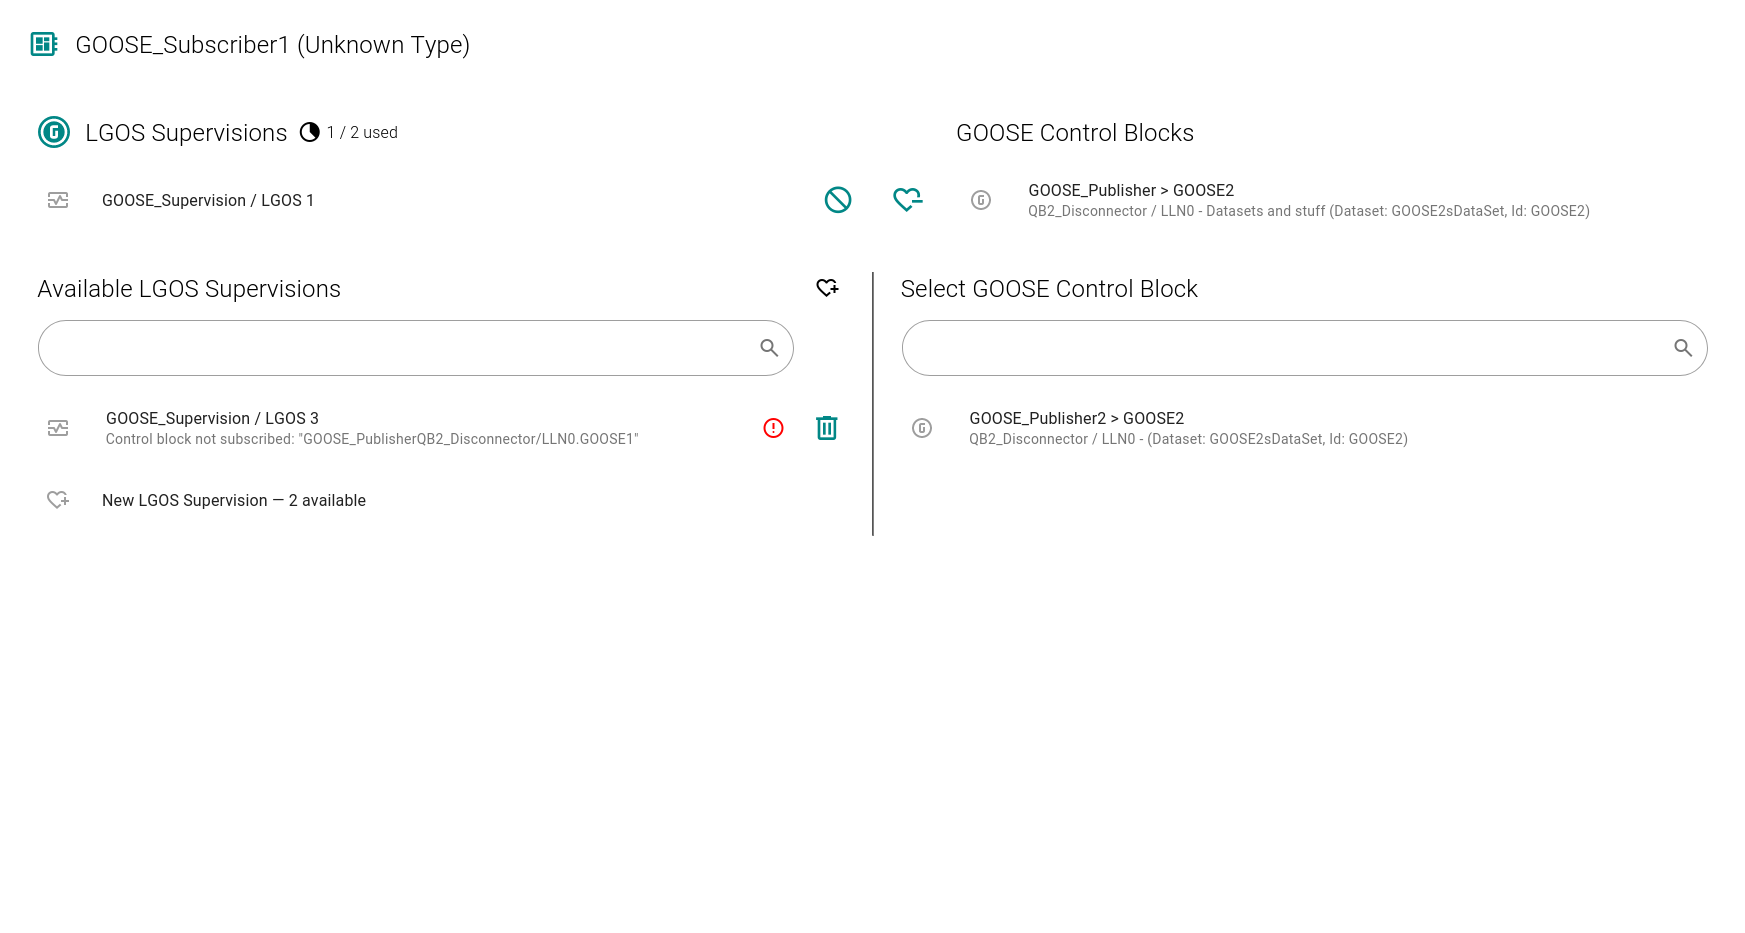 GOOSE_Subscriber1 (Unknown Type)
LGOS Supervisions 1 / 2 used
GOOSE Control Blocks
GOOSE_Supervision / LGOS 1
GOOSE_Publisher > GOOSE2
QB2_Disconnector / LLN0 - Datasets and stuff (Dataset: GOOSE2sDataSet, Id: GOOSE2)
Available LGOS Supervisions
GOOSE_Supervision / LGOS 3
Control block not subscribed: "GOOSE_PublisherQB2_Disconnector/LLN0.GOOSE1"
New LGOS Supervision — 2 available
Select GOOSE Control Block
GOOSE_Publisher2 > GOOSE2
QB2_Disconnector / LLN0 - (Dataset: GOOSE2sDataSet, Id: GOOSE2)